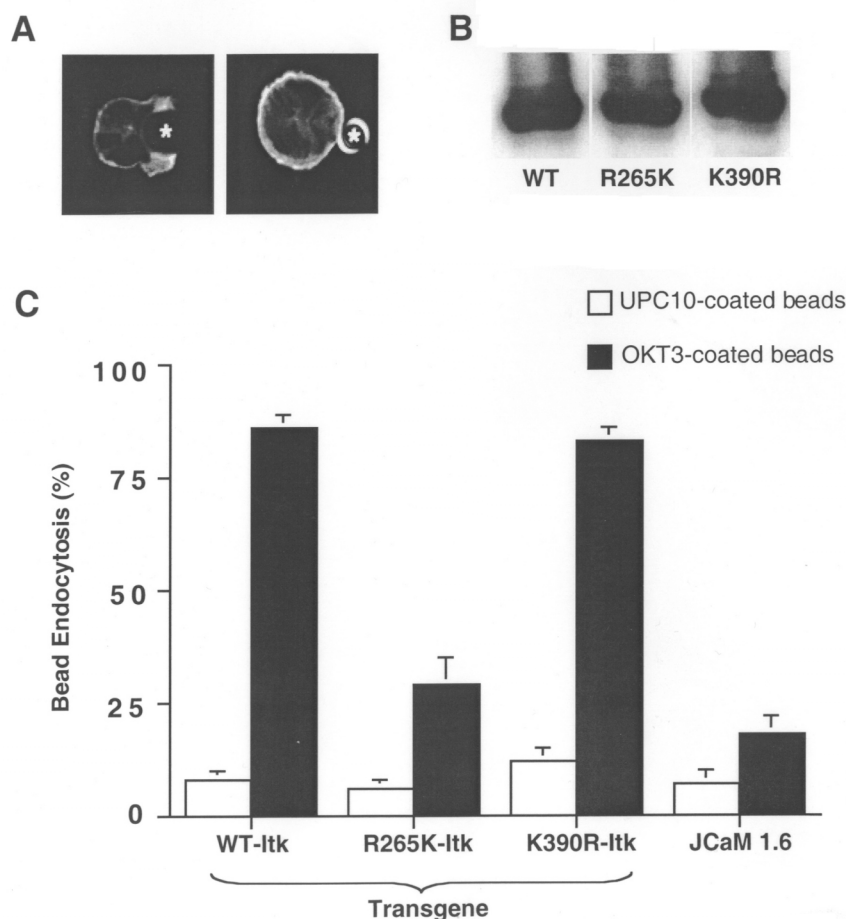 A
B
* *
WT R265K K390R
C
UPC10-coated beads
OKT3-coated beads
100
75
50
25
0
Bead Endocytosis (%)
WT-Itk R265K-Itk K390R-Itk JCaM 1.6
Transgene